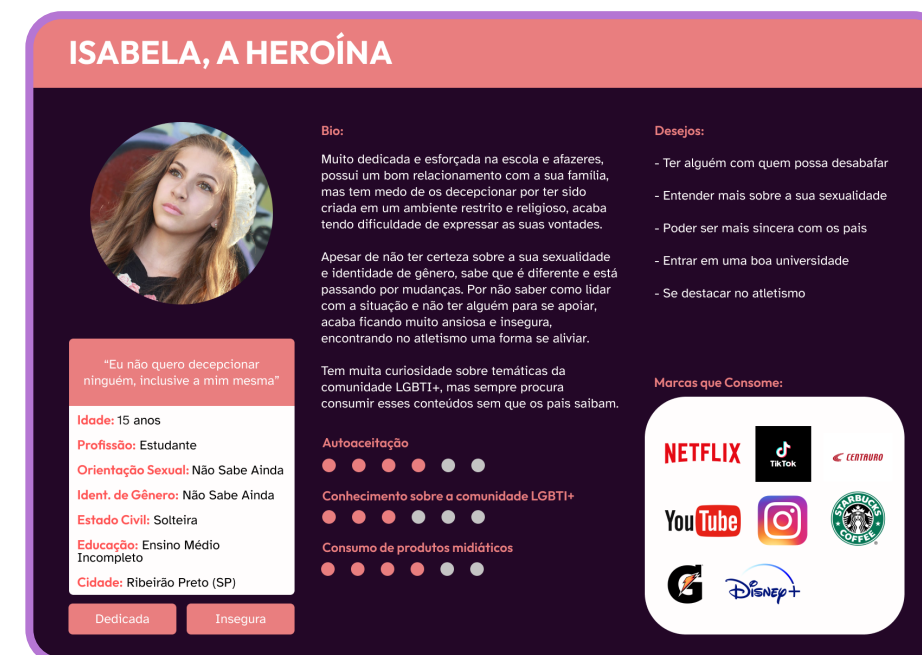 ISABELA, A HEROÍNA
“Eu não quero decepcionar
ninguém, inclusive a mim mesma”
Idade: 15 anos
Profissão: Estudante
Orientação Sexual: Não Sabe Ainda
Ident. de Gênero: Não Sabe Ainda
Estado Civil: Solteira
Educação: Ensino Médio
Incompleto
Cidade: Ribeirão Preto (SP)
Dedicada
Insegura
Bio:
Muito dedicada e esforçada na escola e afazeres,
possui um bom relacionamento com a sua família,
mas tem medo de os decepcionar por ter sido
criada em um ambiente restrito e religioso, acaba
tendo dificuldade de expressar as suas vontades.
Apesar de não ter certeza sobre a sua sexualidade
e identidade de gênero, sabe que é diferente e está
passando por mudanças. Por não saber como lidar
com a situação e não ter alguém para se apoiar,
acaba ficando muito ansiosa e insegura,
encontrando no atletismo uma forma se aliviar.
Tem muita curiosidade sobre temáticas da
comunidade LGBTI+, mas sempre procura
consumir esses conteúdos sem que os pais saibam.
Autoaceitação
Conhecimento sobre a comunidade LGBTI+
Consumo de produtos midiáticos
Desejos:
- Ter alguém com quem possa desabafar
- Entender mais sobre a sua sexualidade
- Poder ser mais sincera com os pais
- Entrar em uma boa universidade
- Se destacar no atletismo
Marcas que Consome:
NETFLIX
TikTok
CENTAURO
YouTube
STARBUCKS
COFFEE
G
Disney+